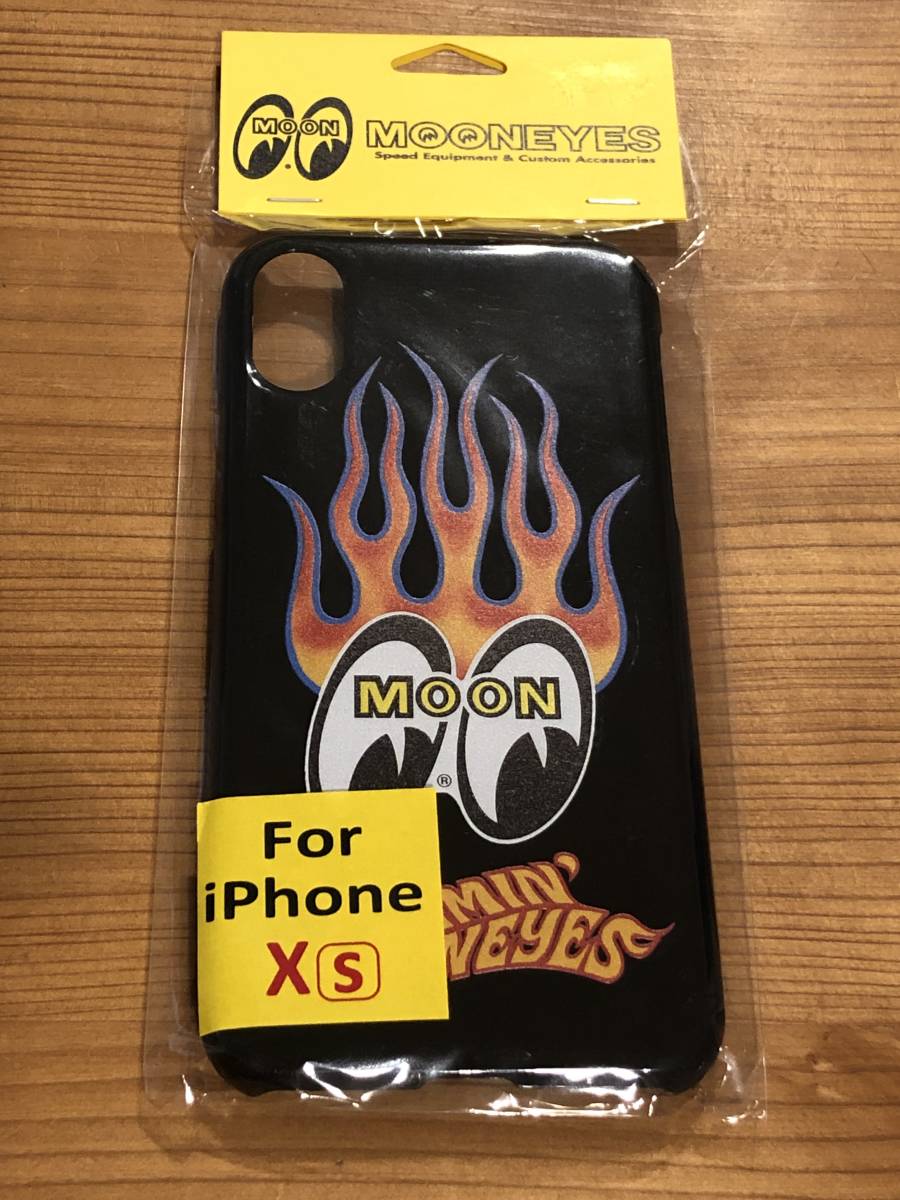 MOON
MOONEYES
Speed Equipment & Custom Accessories
MOON
®
For
iPhone
XS
MIN'
NEYES